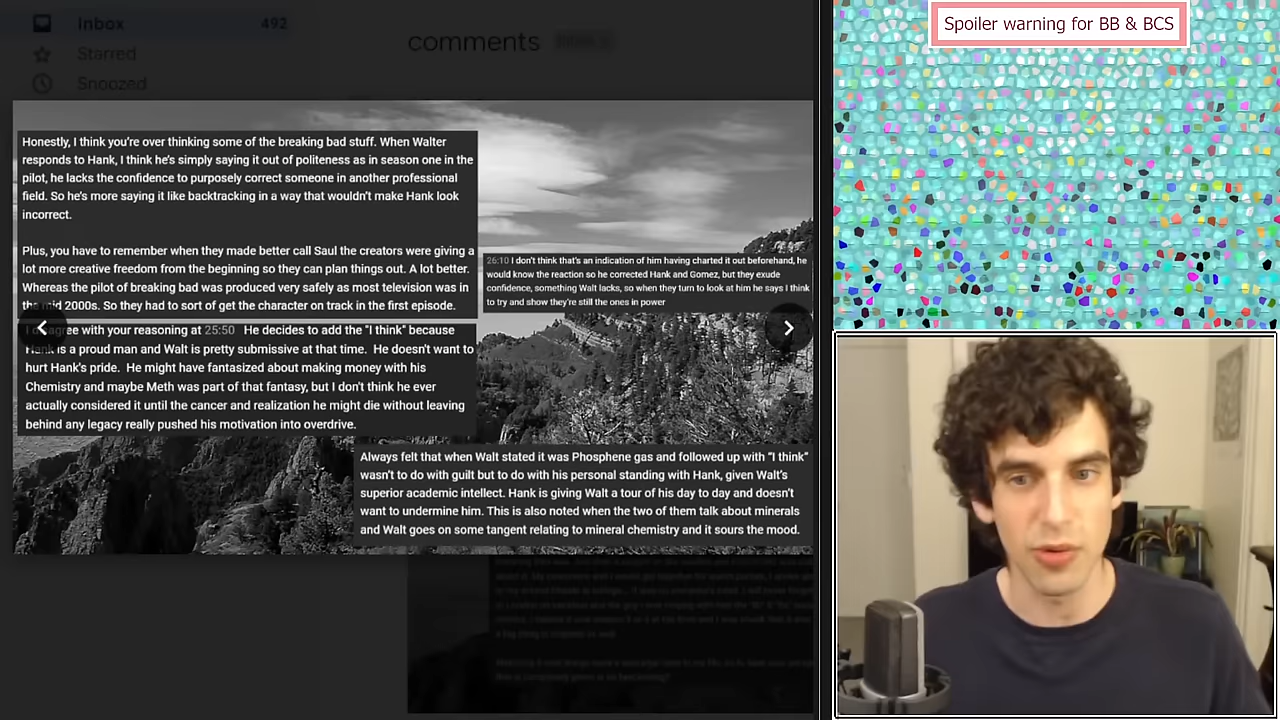 Inbox 492
Starred
Snoozed
comments
Spoiler warning for BB & BCS
Honestly, I think you're over thinking some of the breaking bad stuff. When Walter
responds to Hank, I think he's simply saying it out of politeness as in season one in the
pilot, he lacks the confidence to purposely correct someone in another professional
field. So he's more saying it like backtracking in a way that wouldn't make Hank look
incorrect.
Plus, you have to remember when they made better call Saul the creators were giving a
lot more creative freedom from the beginning so they can plan things out. A lot better.
Whereas the pilot of breaking bad was produced very safely as most television was in
the mid 2000s. So they had to sort of get the character on track in the first episode.
26:10 I don't think that's an indication of him having charted it out beforehand, he
would know the reaction so he corrected Hank and Gomez, but they exude
confidence, something Walt lacks, so when they turn to look at him he says I think
to try and show they're still the ones in power
agree with your reasoning at 25:50 He decides to add the "I think" because
Hank is a proud man and Walt is pretty submissive at that time. He doesn't want to
hurt Hank's pride. He might have fantasized about making money with his
Chemistry and maybe Meth was part of that fantasy, but I don't think he ever
actually considered it until the cancer and realization he might die without leaving
behind any legacy really pushed his motivation into overdrive.
Always felt that when Walt stated it was Phosphene gas and followed up with "I think"
wasn't to do with guilt but to do with his personal standing with Hank, given Walt's
superior academic intellect. Hank is giving Walt a tour of his day to day and doesn't
want to undermine him. This is also noted when the two of them talk about minerals
and Walt goes on some tangent relating to mineral chemistry and it sours the mood.